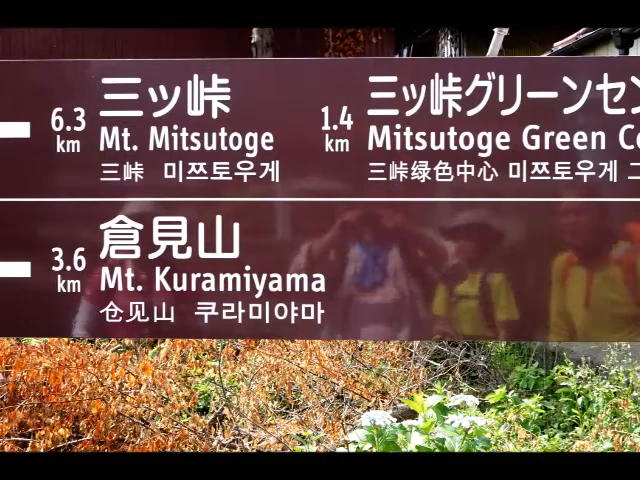 6.3 km
三ッ峠
Mt. Mitsutoge
三峠 미쯔토우게
1.4 km
三ッ峠グリーンセン
Mitsutoge Green
三峠绿色中心 미쯔토우게
3.6 km
倉見山
Mt. Kuramiyama
仓见山 쿠라미야마